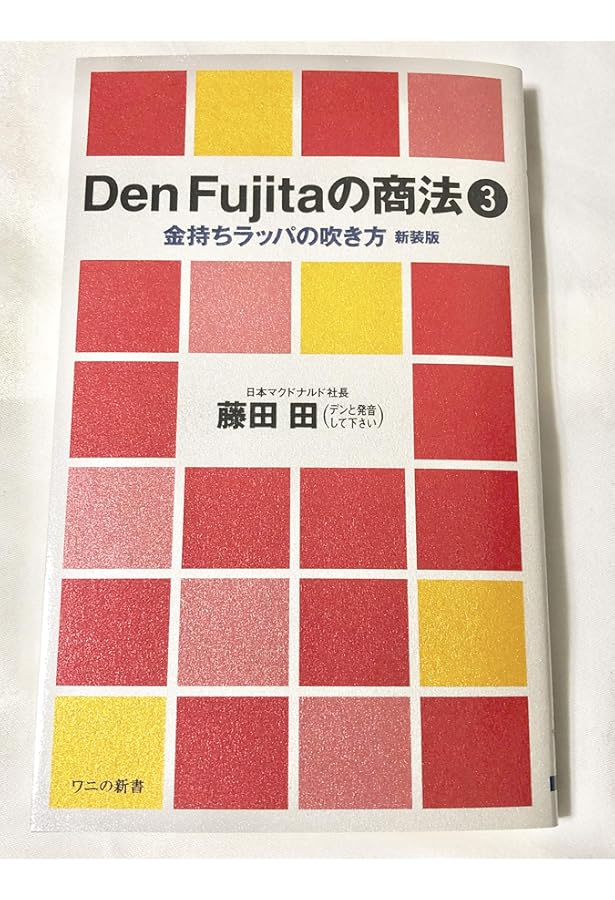 Den Fujitaの商法❸
金持ちラッパの吹き方 新装版
日本マクドナルド社長
藤田 田(デンと発音
して下さい)
ワニの新書